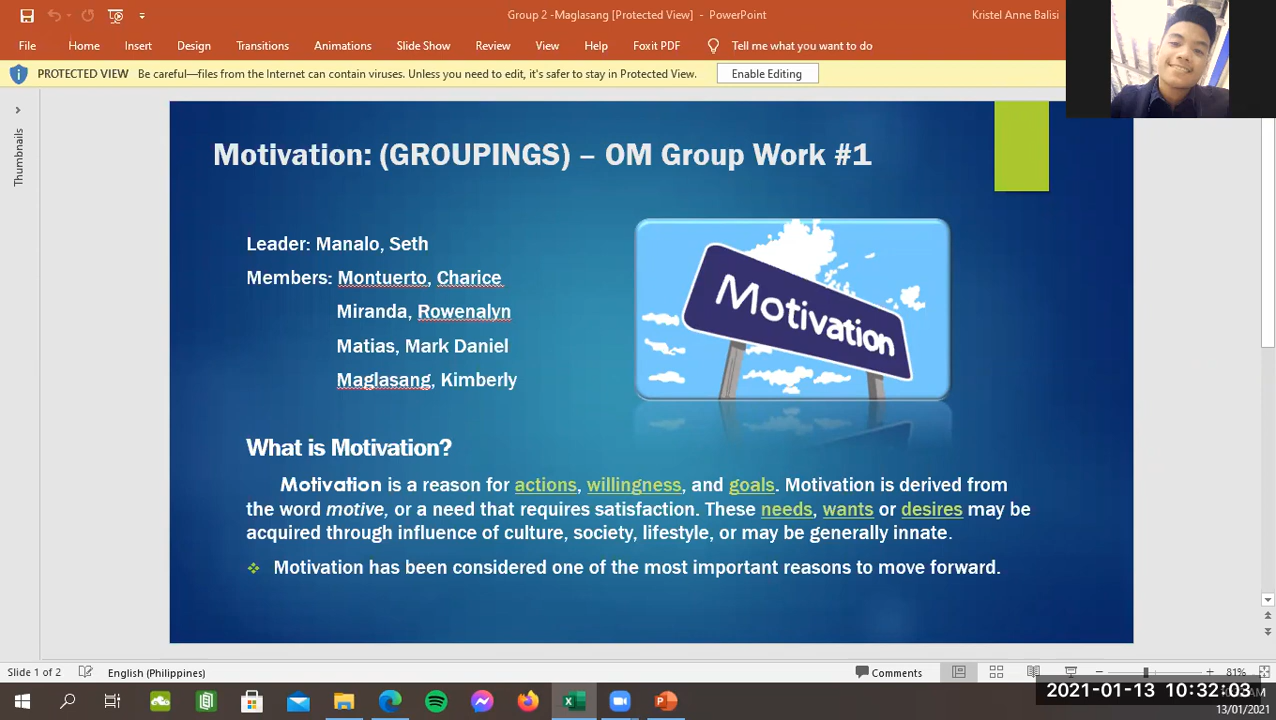 Group 2 -Maglasang [Protected View] - PowerPoint
Kristel Anne Balisi
File Home Insert Design Transitions Animations Slide Show Review View Help Foxit PDF Tell me what you want to do
PROTECTED VIEW Be careful—files from the Internet can contain viruses. Unless you need to edit, it's safer to stay in Protected View. Enable Editing
Thumbnails
Motivation: (GROUPINGS) – OM Group Work #1
Leader: Manalo, Seth
Members: Montuerto, Charice
Miranda, Rowenalyn
Matias, Mark Daniel
Maglasang, Kimberly
Motivation
What is Motivation?
Motivation is a reason for actions, willingness, and goals. Motivation is derived from
the word motive, or a need that requires satisfaction. These needs, wants or desires may be
acquired through influence of culture, society, lifestyle, or may be generally innate.
Motivation has been considered one of the most important reasons to move forward.
Slide 1 of 2 English (Philippines) Comments 81%
2021-01-13 10:32:03
13/01/2021